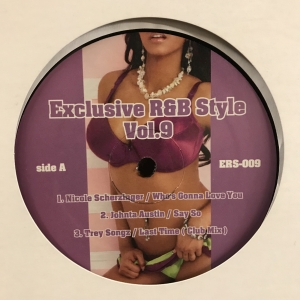 Exclusive R&B Style
Vol.9
side A
ERS-009
1. Nicole Scherzinger / Who's Gonna Love You
2. Johnta Austin / Say So
3. Trey Songz / Last Time ( Club Mix )